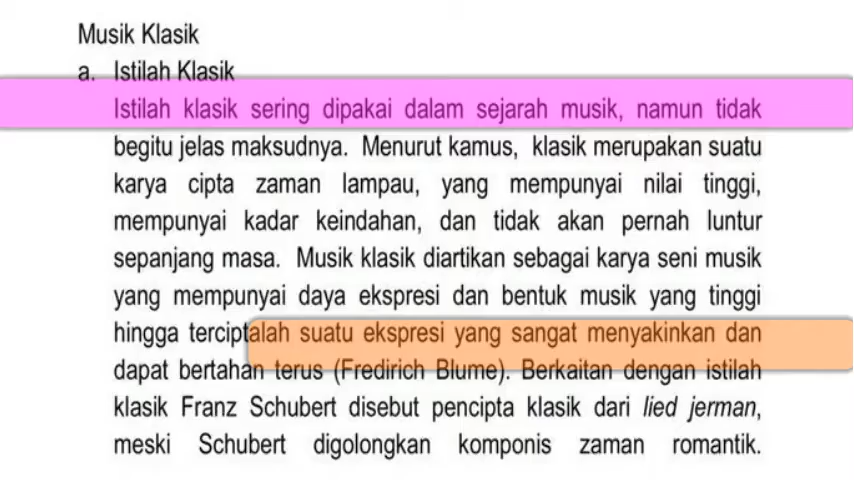 Musik Klasik
a. Istilah Klasik
Istilah klasik sering dipakai dalam sejarah musik, namun tidak
begitu jelas maksudnya. Menurut kamus, klasik merupakan suatu
karya cipta zaman lampau, yang mempunyai nilai tinggi,
mempunyai kadar keindahan, dan tidak akan pernah luntur
sepanjang masa. Musik klasik diartikan sebagai karya seni musik
yang mempunyai daya ekspresi dan bentuk musik yang tinggi
hingga terciptalah suatu ekspresi yang sangat menyakinkan dan
dapat bertahan terus (Fredirich Blume). Berkaitan dengan istilah
klasik Franz Schubert disebut pencipta klasik dari lied jerman,
meski Schubert digolongkan komponis zaman romantik.